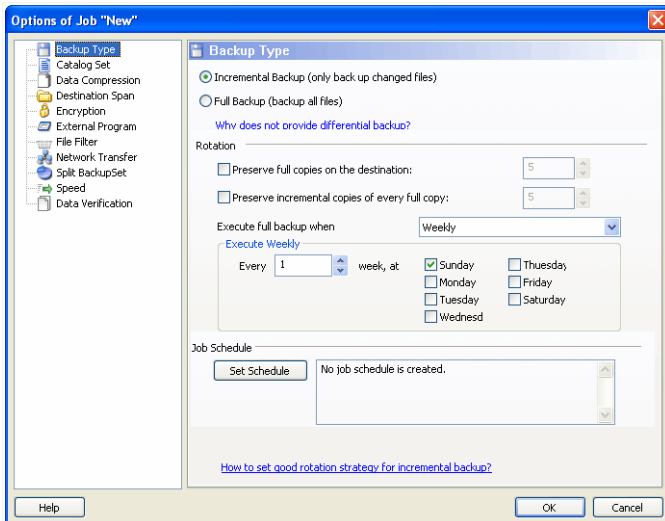 Options of Job "New"
Backup Type
Catalog Set
Data Compression
Destination Span
Encryption
External Program
File Filter
Network Transfer
Split BackupSet
Speed
Data Verification
Backup Type
Incremental Backup (only back up changed files)
Full Backup (backup all files)
Why does not provide differential backup?
Rotation
Preserve full copies on the destination: 5
Preserve incremental copies of every full copy: 5
Execute full backup when Weekly
Execute Weekly
Every 1 week, at
Sunday Thuesday
Monday Friday
Tuesday Saturday
Wednesd
Job Schedule
Set Schedule No job schedule is created.
How to set good rotation strategy for incremental backup?
Help OK Cancel